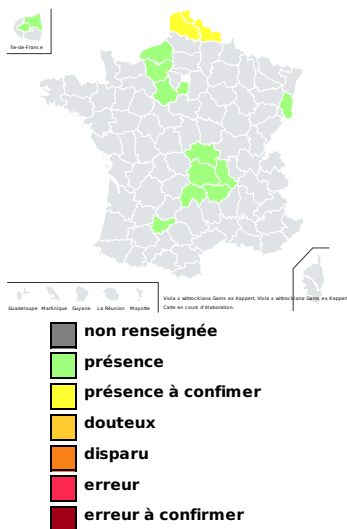 Île-de-France
Guadeloupe Martinique Guyane La Réunion Mayotte
Viola x wittrockiana Gams ex Kappert, Viola x wittrockiana Gams ex Kappert
Carte en cours d'élaboration.
non renseignée
présence
présence à confimer
douteux
disparu
erreur
erreur à confirmer